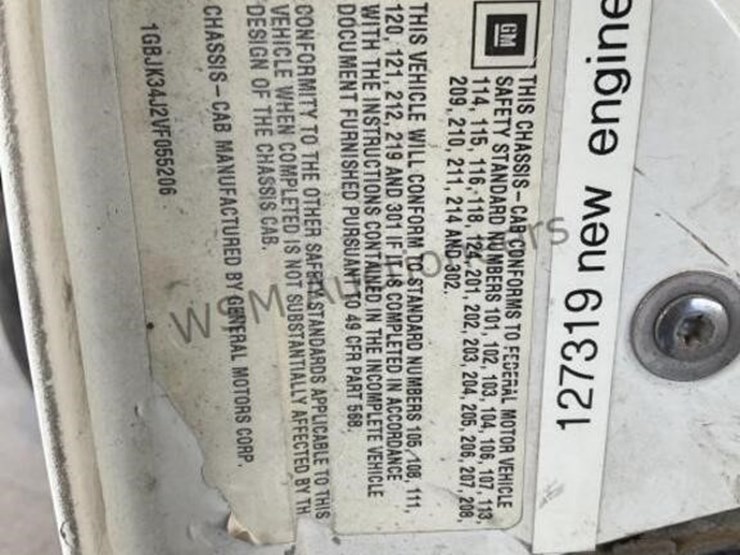 127319 new engine
GM
THIS CHASSIS-CAB CONFORMS TO FEDERAL MOTOR VEHICLE
SAFETY STANDARD NUMBERS 101, 102, 103, 104, 106, 107, 113,
114, 115, 116, 118, 124, 201, 202, 203, 204, 205, 206, 207, 208,
209, 210, 211, 214 AND 302.
THIS VEHICLE WILL CONFORM TO STANDARD NUMBERS 105, 108, 111,
120, 121, 212, 219 AND 301 IF IT IS COMPLETED IN ACCORDANCE
WITH THE INSTRUCTIONS CONTAINED IN THE INCOMPLETE VEHICLE
DOCUMENT FURNISHED PURSUANT TO 49 CFR PART 568.
CONFORMITY TO THE OTHER SAFETY STANDARDS APPLICABLE TO THIS
VEHICLE WHEN COMPLETED IS NOT SUBSTANTIALLY AFFECTED BY TH
DESIGN OF THE CHASSIS CAB.
CHASSIS-CAB MANUFACTURED BY GENERAL MOTORS CORP.
1GBJK34J2VF055206
WSM